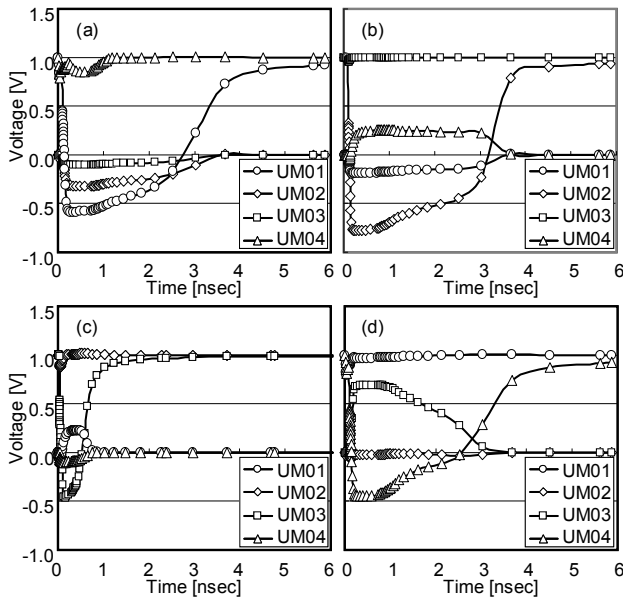 (a)
1.5
1.0
0.5
0.0
-0.5
-1.0
Voltage [V]
UM01
UM02
UM03
UM04
0 1 2 3 4 5 6
Time [nsec]
(b)
UM01
UM02
UM03
UM04
0 1 2 3 4 5 6
Time [nsec]
(c)
1.5
1.0
0.5
0.0
-0.5
-1.0
Voltage [V]
UM01
UM02
UM03
UM04
0 1 2 3 4 5 6
Time [nsec]
(d)
UM01
UM02
UM03
UM04
0 1 2 3 4 5 6
Time [nsec]